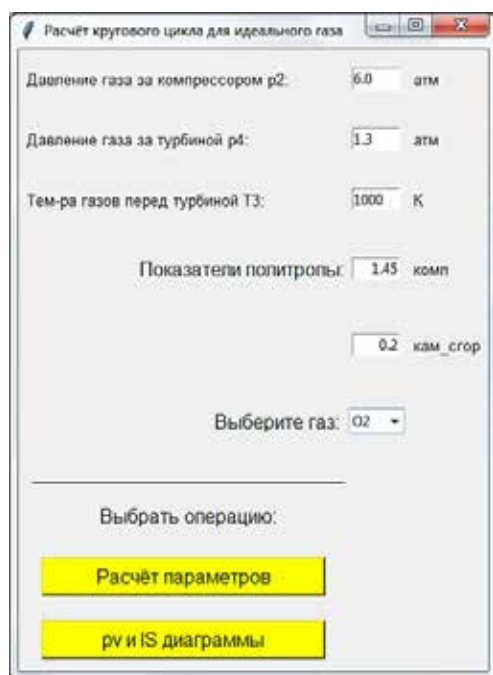 Расчёт кругового цикла для идеального газа
Давление газа за компрессором p2: 6.0 атм
Давление газа за турбиной p4: 1.3 атм
Тем-ра газов перед турбиной T3: 1000 K
Показатели политропы: 1.45 комп
0.2 кам_сгор
Выберите газ: O2
Выбрать операцию:
Расчёт параметров
pv и IS диаграммы